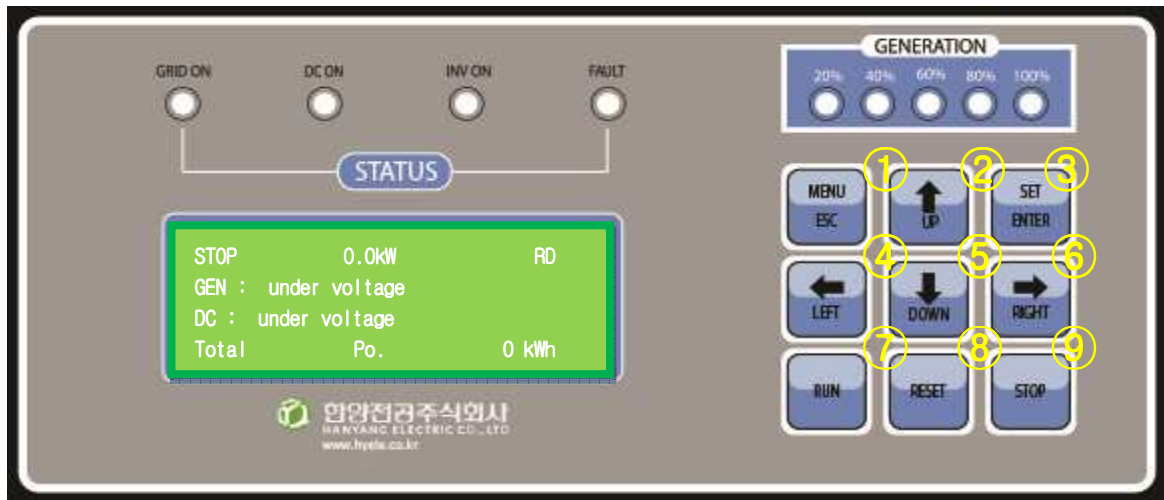 GENERATION
GRID ON DC ON INV ON FAULT
20% 40% 60% 80% 100%
STATUS
MENU ESC ① UP ② SET ENTER ③
STOP 0.0kW RD
GEN : under voltage
DC : under voltage
Total Po. 0 kWh
LEFT ④ DOWN ⑤ RIGHT ⑥
RUN ⑦ RESET ⑧ STOP ⑨
한양전공주식회사
HANYANG ELECTRIC CO.,LTD
www.hyele.co.kr